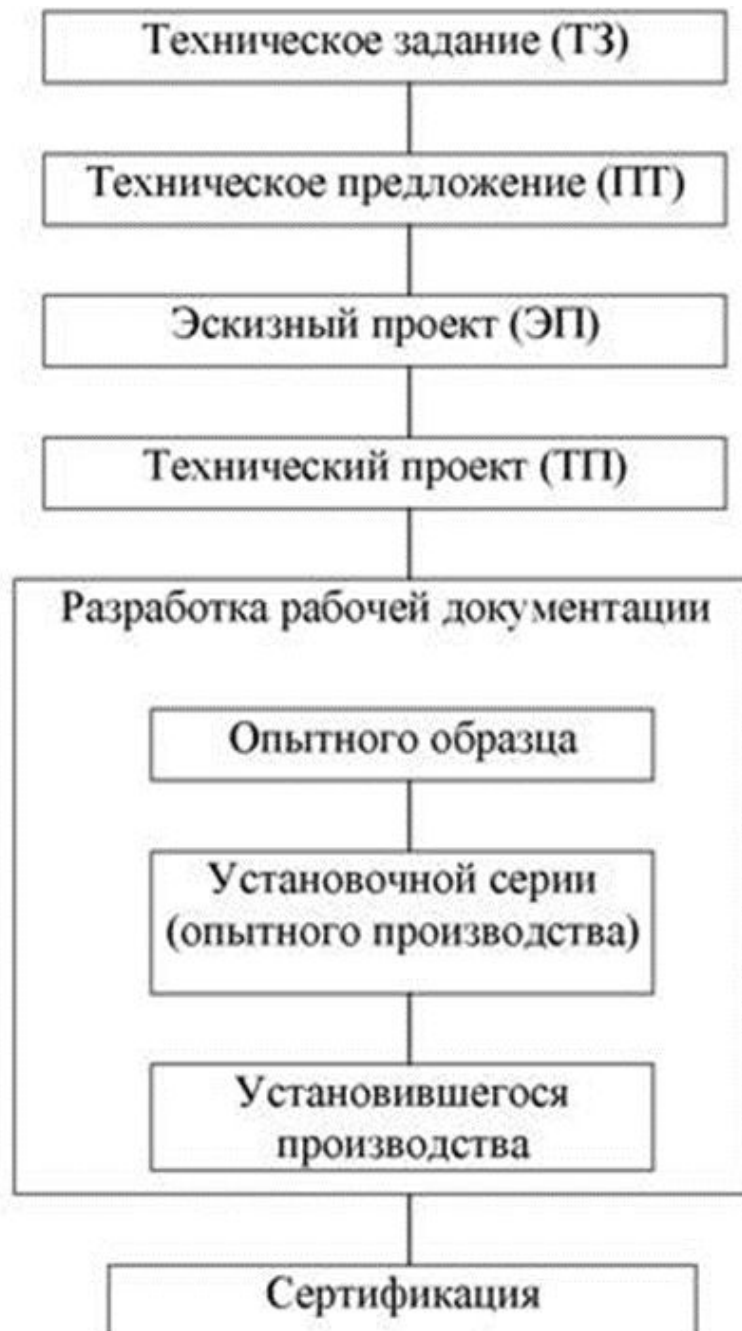 Техническое задание (ТЗ)
Техническое предложение (ПТ)
Эскизный проект (ЭП)
Технический проект (ТП)
Разработка рабочей документации
Опытного образца
Установочной серии
(опытного производства)
Установившегося
производства
Сертификация